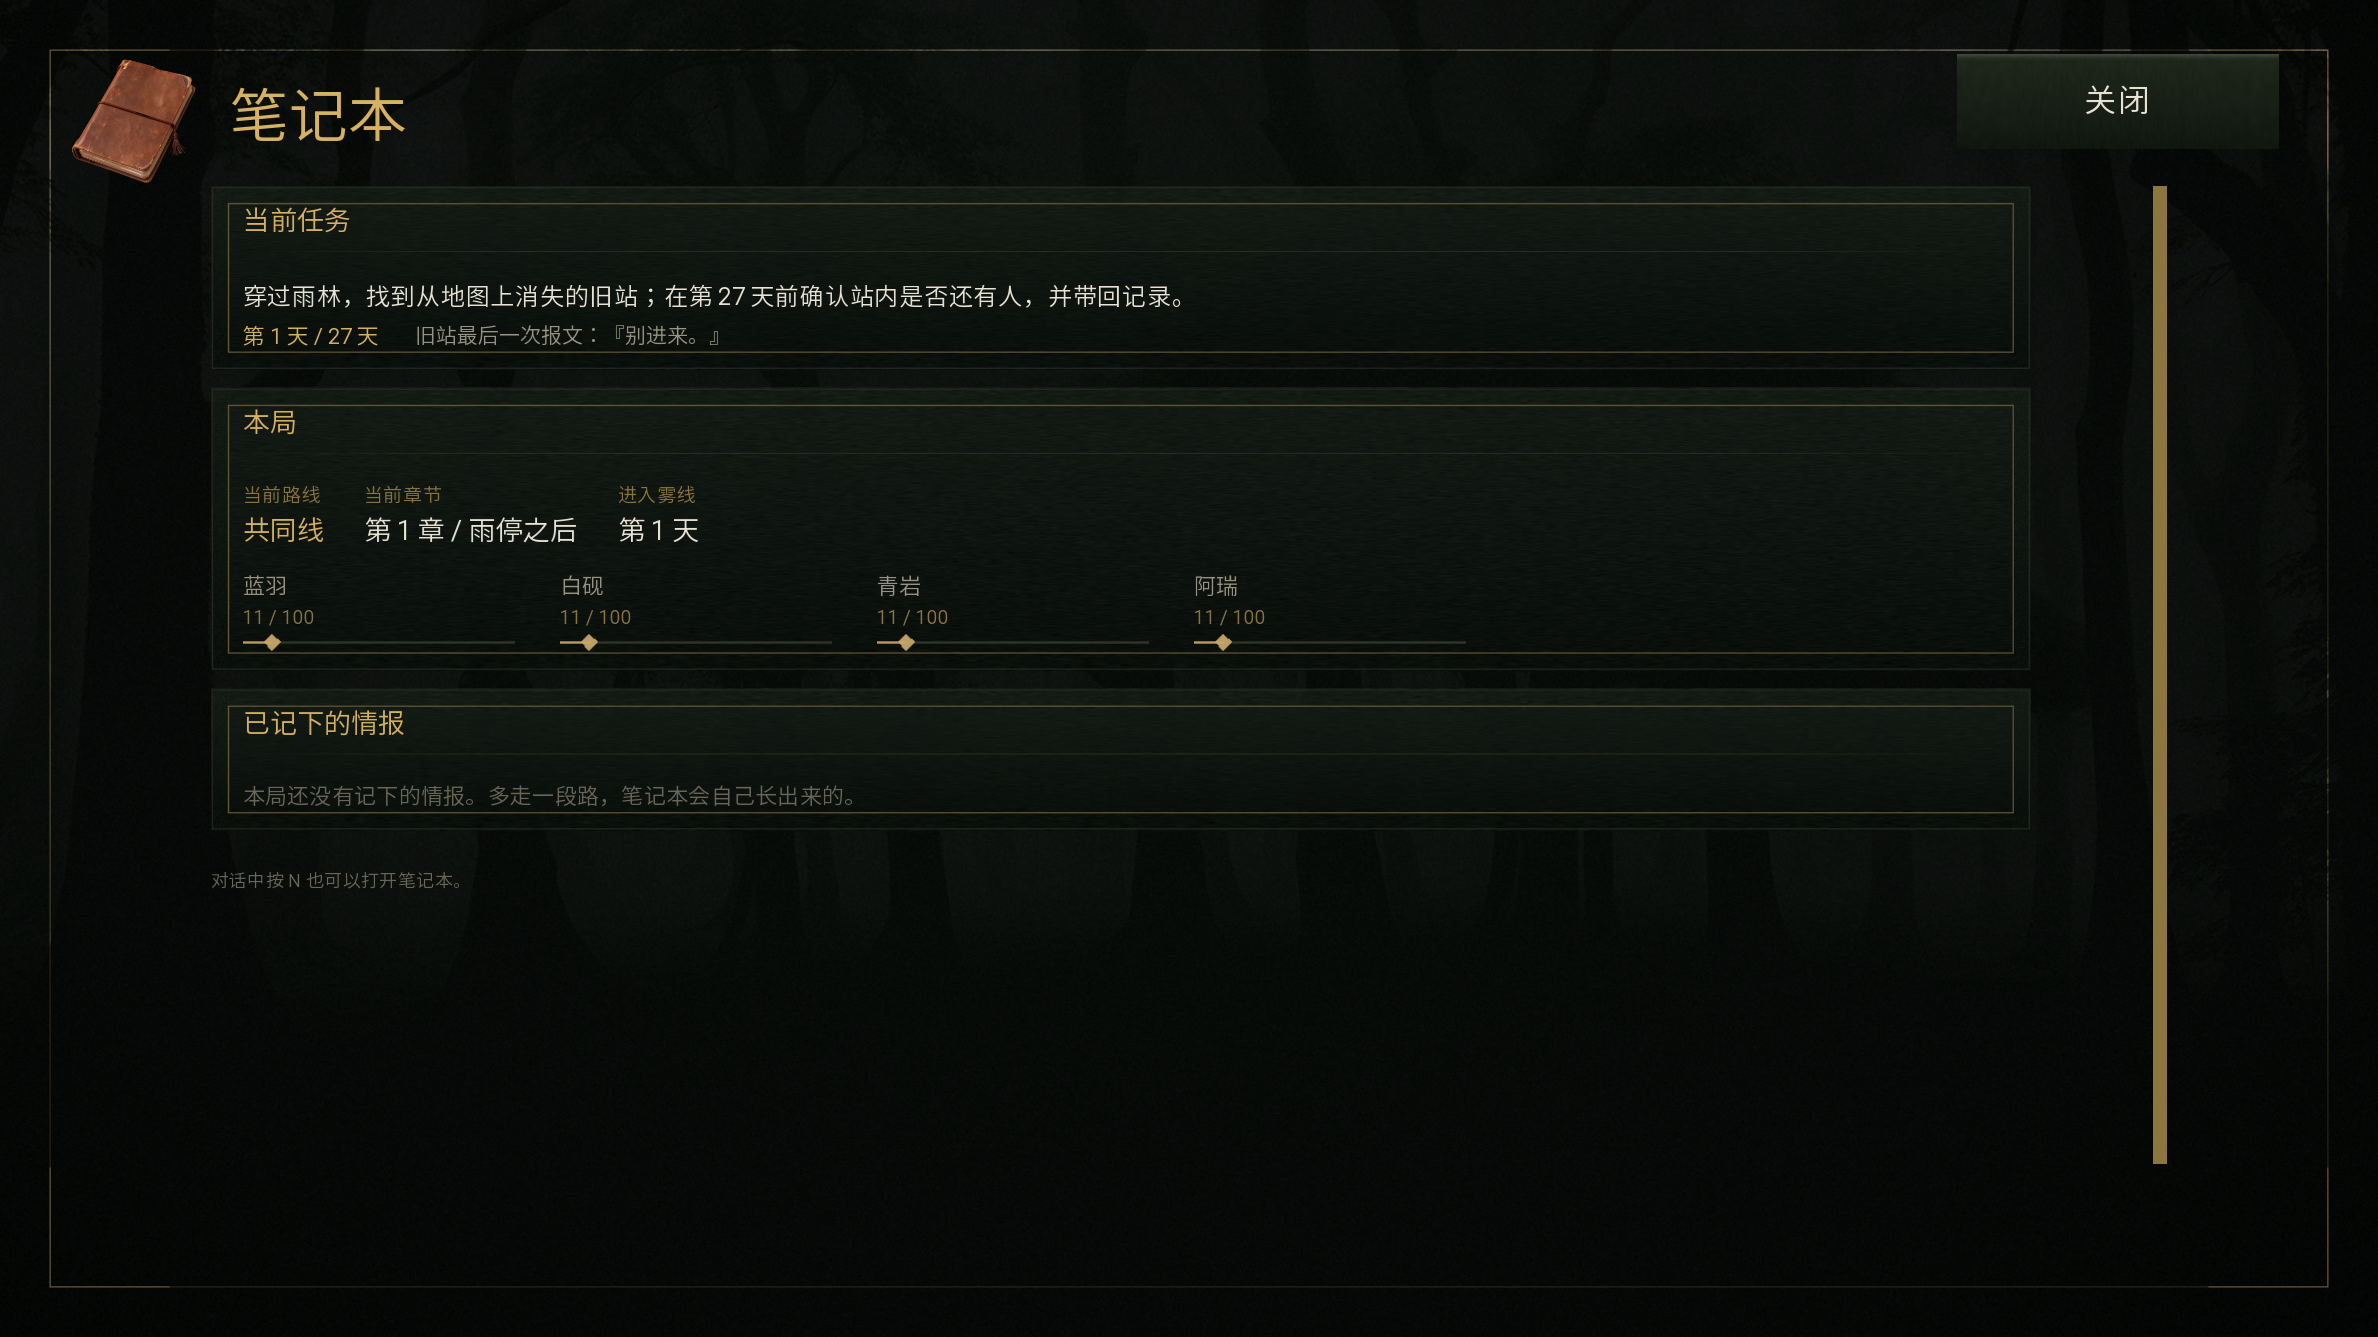 笔记本
关闭
当前任务
穿过雨林，找到从地图上消失的旧站；在第 27 天前确认站内是否还有人，并带回记录。
第 1 天 / 27 天 旧站最后一次报文：『别进来。』
本局
当前路线 当前章节 进入雾线
共同线 第 1 章 / 雨停之后 第 1 天
蓝羽 白砚 青岩 阿瑞
11 / 100 11 / 100 11 / 100 11 / 100
已记下的情报
本局还没有记下的情报。多走一段路，笔记本会自己长出来的。
对话中按 N 也可以打开笔记本。